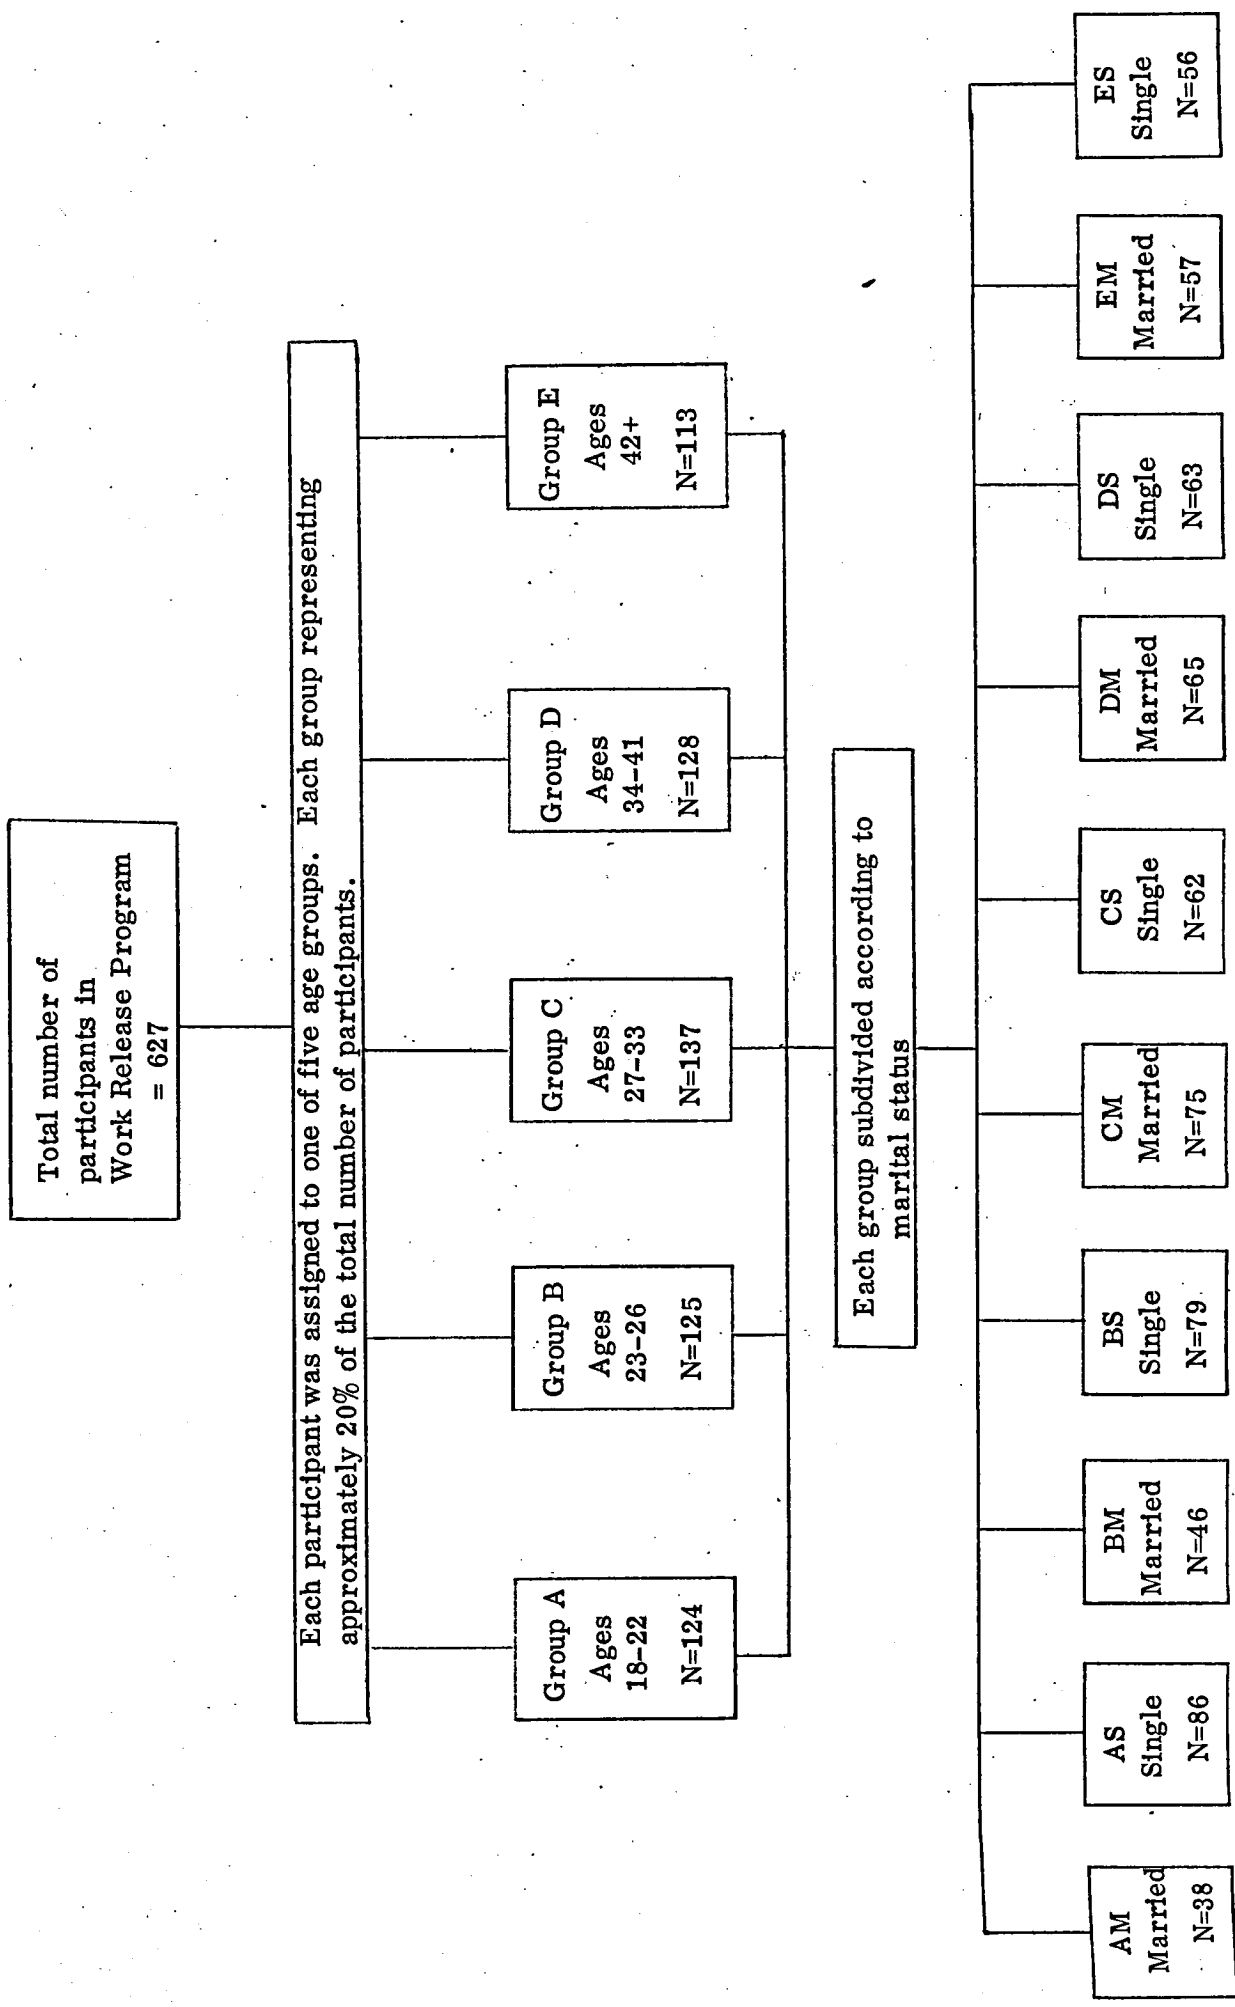 Total number of
participants in
Work Release Program
= 627
Each participant was assigned to one of five age groups. Each group representing
approximately 20% of the total number of participants.
Group A
Ages
18-22
N=124
Group B
Ages
23-26
N=125
Group C
Ages
27-33
N=137
Group D
Ages
34-41
N=128
Group E
Ages
42+
N=113
Each group subdivided according to
marital status
AM
Married
N=38
AS
Single
N=86
BM
Married
N=46
BS
Single
N=79
CM
Married
N=75
CS
Single
N=62
DM
Married
N=65
DS
Single
N=63
EM
Married
N=57
ES
Single
N=56